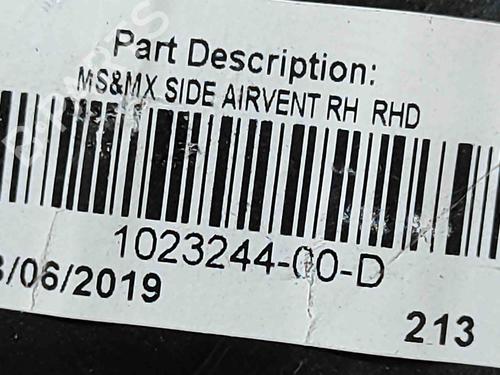 Part Description:
MS&MX SIDE AIRVENT RH RHD
1023244-00-D
/06/2019
213